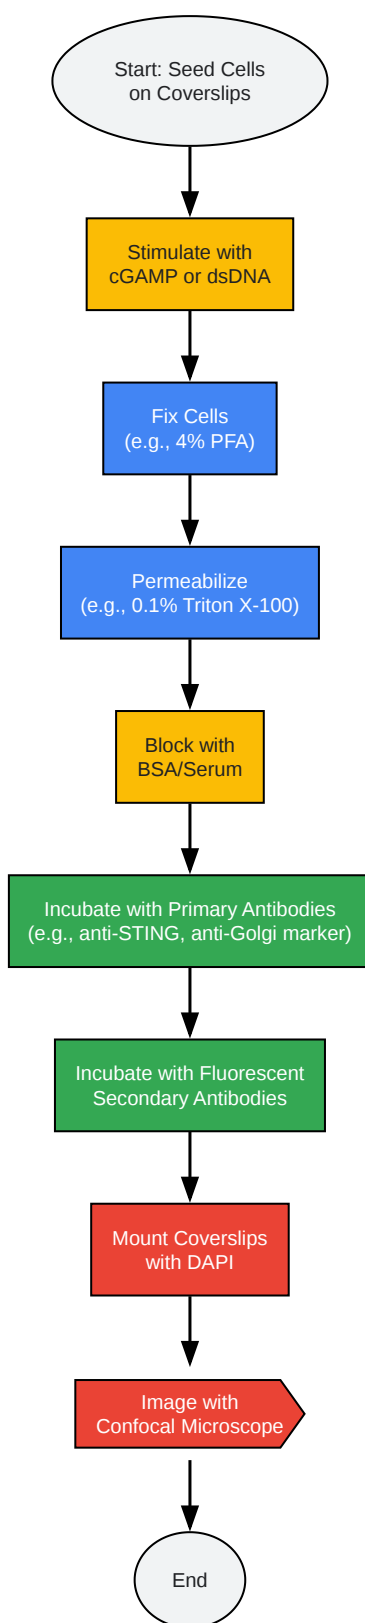 Start: Seed Cells
on Coverslips
Stimulate with
cGAMP or dsDNA
Fix Cells
(e.g., 4% PFA)
Permeabilize
(e.g., 0.1% Triton X-100)
Block with
BSA/Serum
Incubate with Primary Antibodies
(e.g., anti-STING, anti-Golgi marker)
Incubate with Fluorescent
Secondary Antibodies
Mount Coverslips
with DAPI
Image with
Confocal Microscope
End